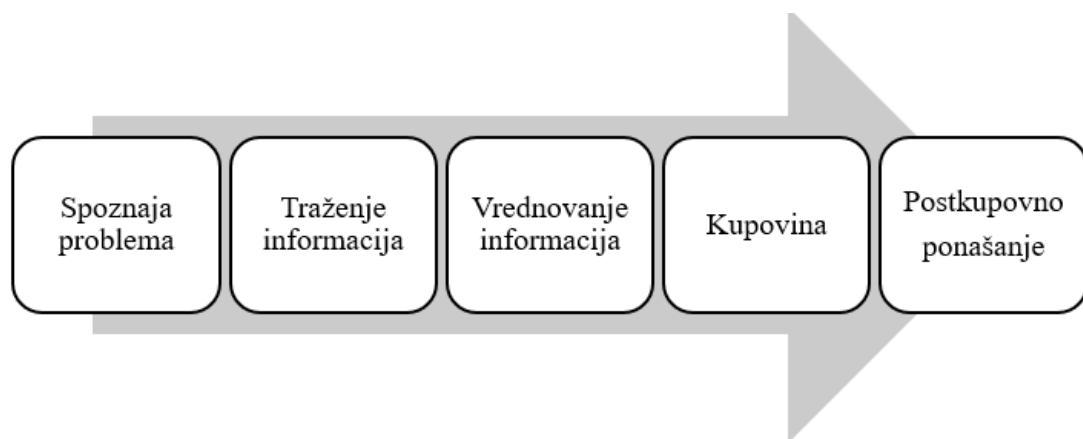 Spoznaja
problema
Traženje
informacija
Vrednovanje
informacija
Kupovina
Postkupovno
ponašanje